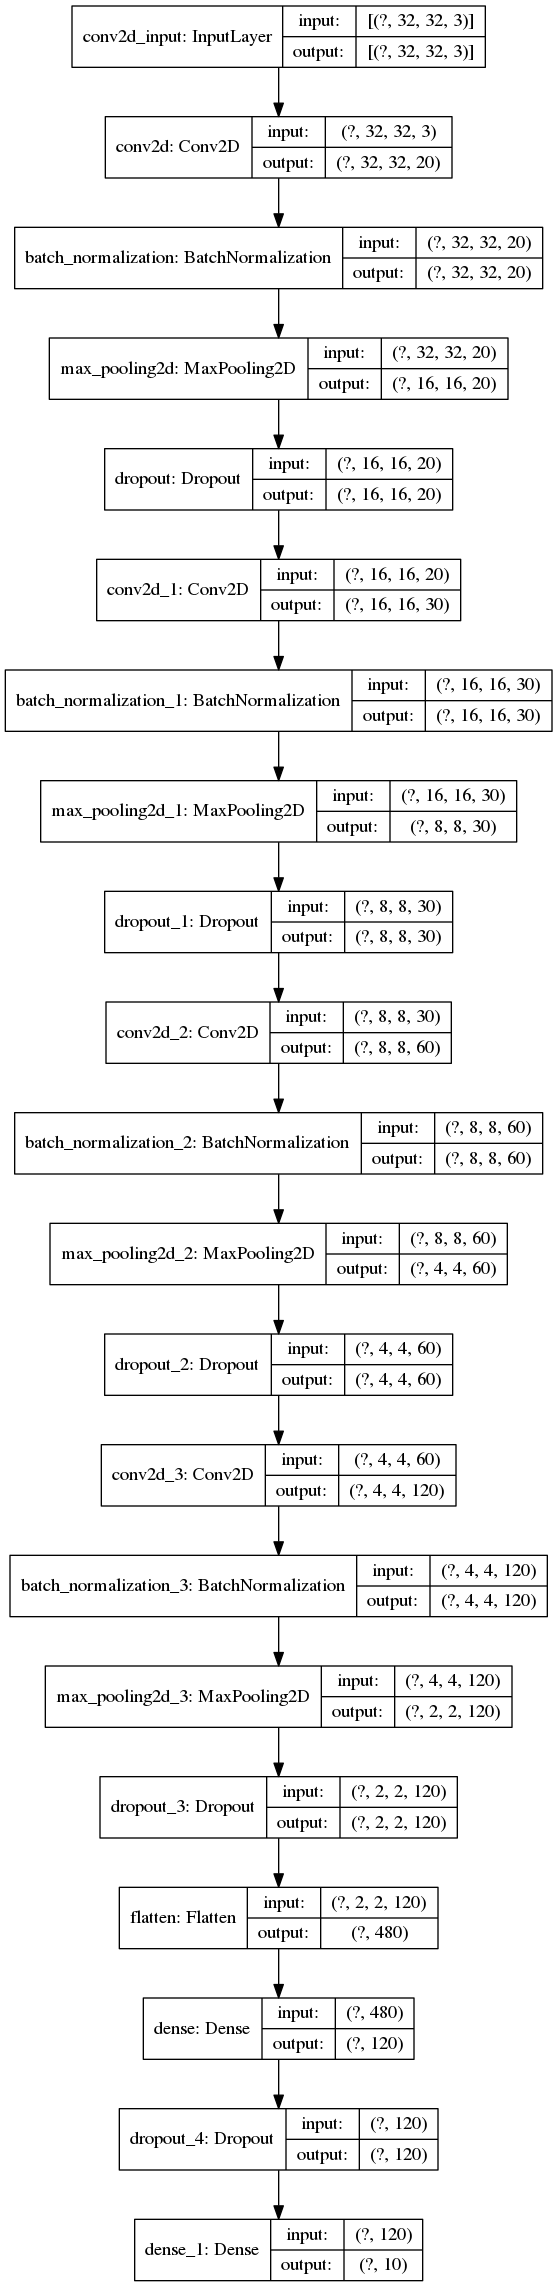 conv2d_input: InputLayer
input:
[(?, 32, 32, 3)]
output:
[(?, 32, 32, 3)]
conv2d: Conv2D
input:
(?, 32, 32, 3)
output:
(?, 32, 32, 20)
batch_normalization: BatchNormalization
input:
(?, 32, 32, 20)
output:
(?, 32, 32, 20)
max_pooling2d: MaxPooling2D
input:
(?, 32, 32, 20)
output:
(?, 16, 16, 20)
dropout: Dropout
input:
(?, 16, 16, 20)
output:
(?, 16, 16, 20)
conv2d_1: Conv2D
input:
(?, 16, 16, 20)
output:
(?, 16, 16, 30)
batch_normalization_1: BatchNormalization
input:
(?, 16, 16, 30)
output:
(?, 16, 16, 30)
max_pooling2d_1: MaxPooling2D
input:
(?, 16, 16, 30)
output:
(?, 8, 8, 30)
dropout_1: Dropout
input:
(?, 8, 8, 30)
output:
(?, 8, 8, 30)
conv2d_2: Conv2D
input:
(?, 8, 8, 30)
output:
(?, 8, 8, 60)
batch_normalization_2: BatchNormalization
input:
(?, 8, 8, 60)
output:
(?, 8, 8, 60)
max_pooling2d_2: MaxPooling2D
input:
(?, 8, 8, 60)
output:
(?, 4, 4, 60)
dropout_2: Dropout
input:
(?, 4, 4, 60)
output:
(?, 4, 4, 60)
conv2d_3: Conv2D
input:
(?, 4, 4, 60)
output:
(?, 4, 4, 120)
batch_normalization_3: BatchNormalization
input:
(?, 4, 4, 120)
output:
(?, 4, 4, 120)
max_pooling2d_3: MaxPooling2D
input:
(?, 4, 4, 120)
output:
(?, 2, 2, 120)
dropout_3: Dropout
input:
(?, 2, 2, 120)
output:
(?, 2, 2, 120)
flatten: Flatten
input:
(?, 2, 2, 120)
output:
(?, 480)
dense: Dense
input:
(?, 480)
output:
(?, 120)
dropout_4: Dropout
input:
(?, 120)
output:
(?, 120)
dense_1: Dense
input:
(?, 120)
output:
(?, 10)